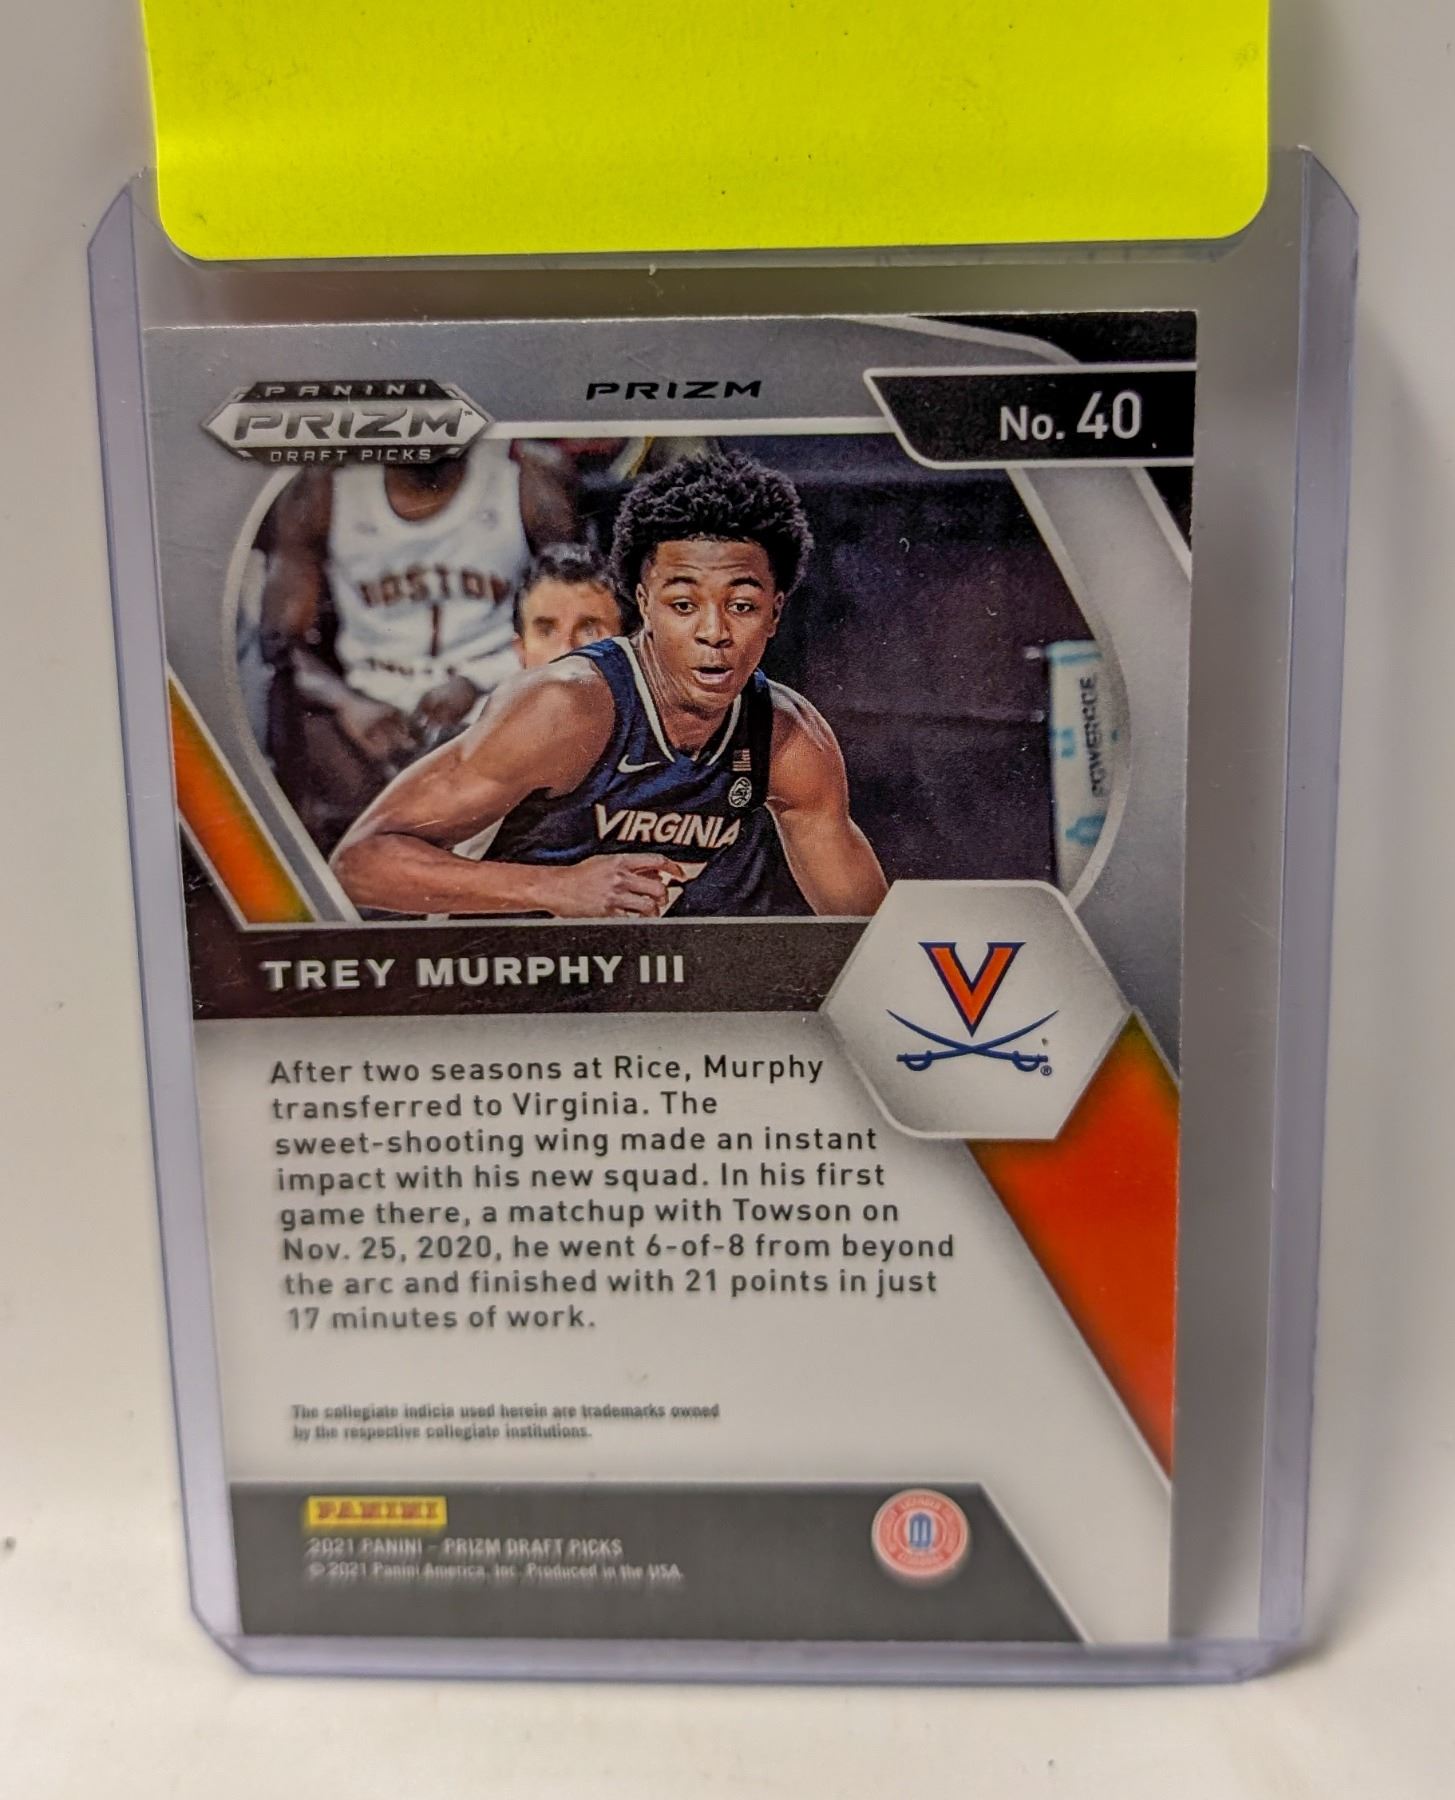 PANINI
PRIZM
DRAFT PICKS
PRIZM
No. 40
BOSTON
1
POWERADE
VIRGINIA
TREY MURPHY III
V
®
After two seasons at Rice, Murphy
transferred to Virginia. The
sweet-shooting wing made an instant
impact with his new squad. In his first
game there, a matchup with Towson on
Nov. 25, 2020, he went 6-of-8 from beyond
the arc and finished with 21 points in just
17 minutes of work.
The collegiate indicia used herein are trademarks owned
by the respective collegiate institutions.
PANINI
2021 PANINI – PRIZM DRAFT PICKS
© 2021 Panini America, Inc. Produced in the USA.